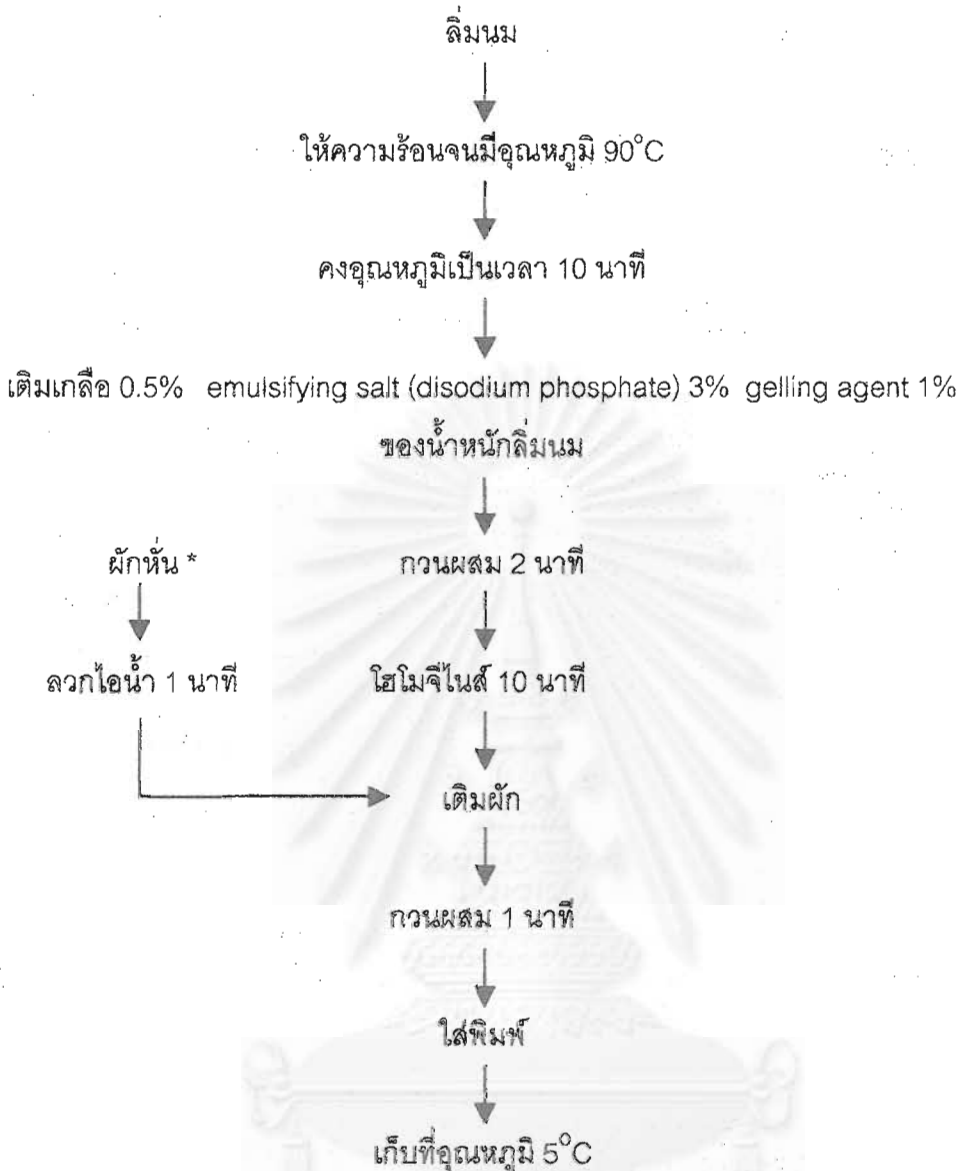 ลิ่มนม
ให้ความร้อนจนมีอุณหภูมิ 90°C
คงอุณหภูมิเป็นเวลา 10 นาที
เติมเกลือ 0.5% emulsifying salt (disodium phosphate) 3% gelling agent 1%
ของน้ำหนักลิ่มนม
ผักหั่น *
กวนผสม 2 นาที
ลวกไอน้ำ 1 นาที
โฮโมจีไนส์ 10 นาที
เติมผัก
กวนผสม 1 นาที
ใส่พิมพ์
เก็บที่อุณหภูมิ 5°C